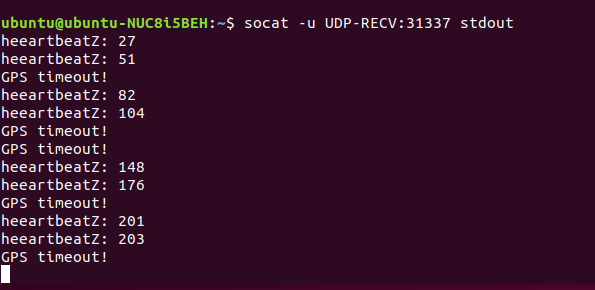 ubuntu@ubuntu-NUC8i5BEH:~$ socat -u UDP-RECV:31337 stdout
heeartbeatZ: 27
heeartbeatZ: 51
GPS timeout!
heeartbeatZ: 82
heeartbeatZ: 104
GPS timeout!
GPS timeout!
heeartbeatZ: 148
heeartbeatZ: 176
GPS timeout!
heeartbeatZ: 201
heeartbeatZ: 203
GPS timeout!